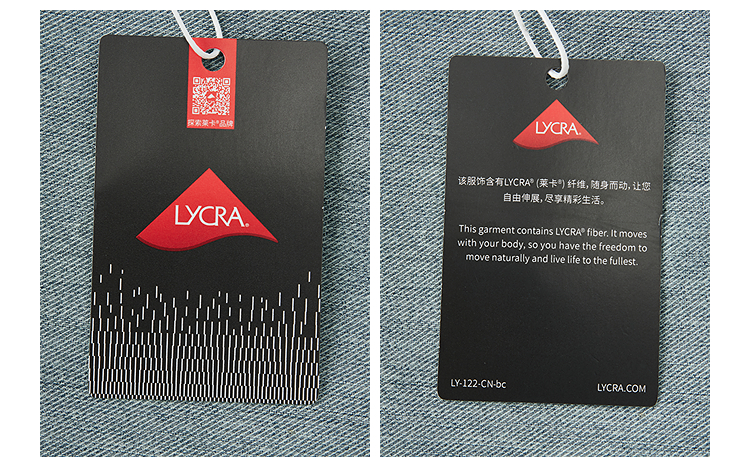 探索莱卡®品牌
LYCRA®
LYCRA®
该服饰含有LYCRA® (莱卡®) 纤维, 随身而动, 让您
自由伸展, 尽享精彩生活。
This garment contains LYCRA® fiber. It moves
with your body, so you have the freedom to
move naturally and live life to the fullest.
LY-122-CN-bc
LYCRA.COM